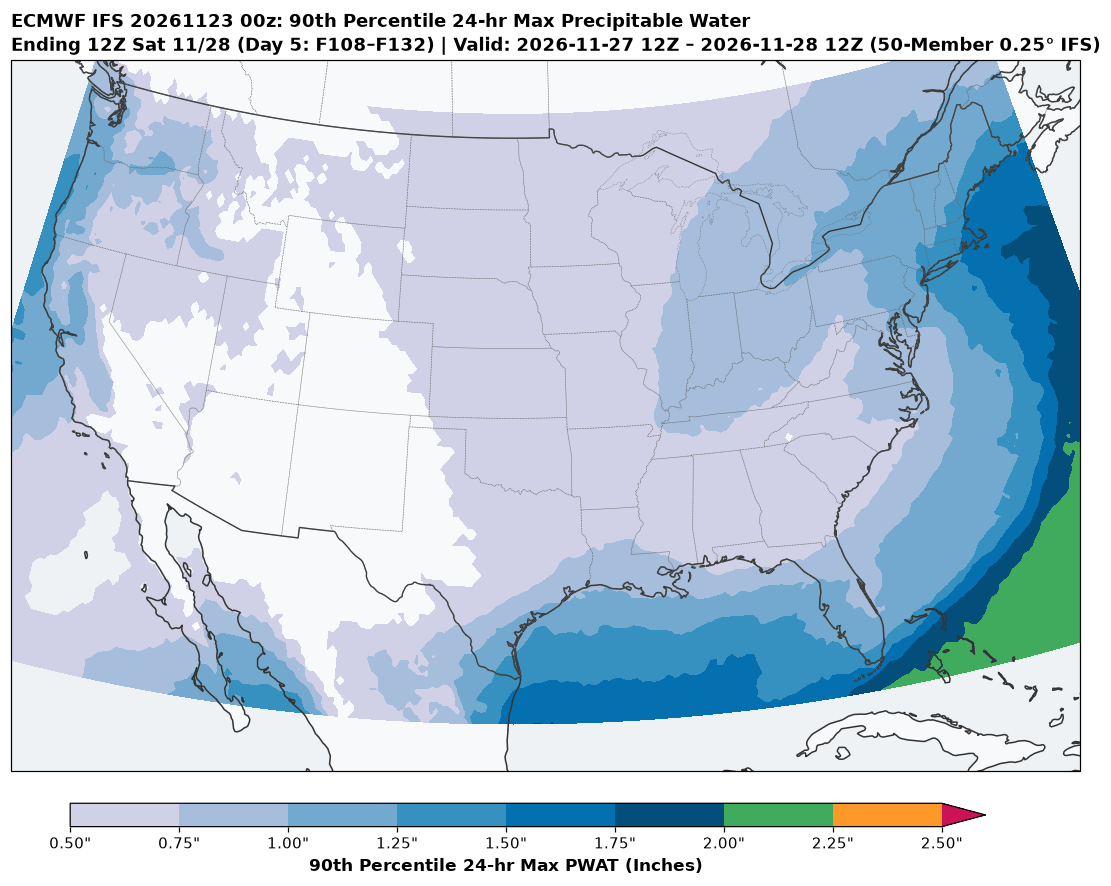 ECMWF IFS 20261123 00z: 90th Percentile 24-hr Max Precipitable Water
Ending 12Z Sat 11/28 (Day 5: F108–F132) | Valid: 2026-11-27 12Z – 2026-11-28 12Z (50-Member 0.25° IFS)
0.50" 0.75" 1.00" 1.25" 1.50" 1.75" 2.00" 2.25" 2.50"
90th Percentile 24-hr Max PWAT (Inches)